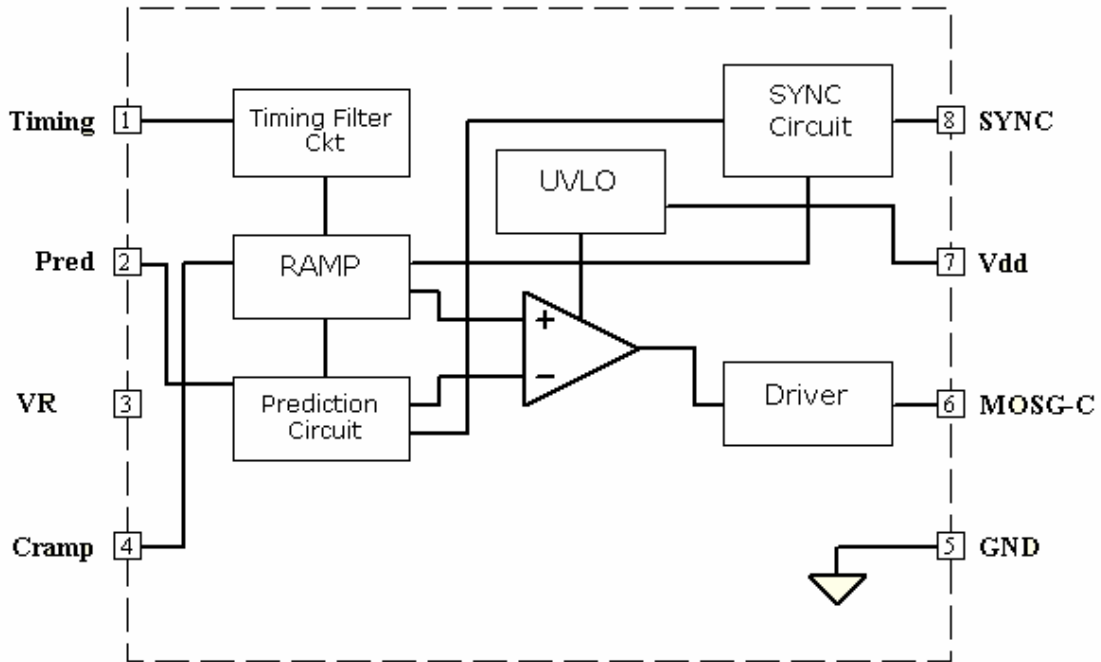 Timing
1
Timing Filter
Ckt
SYNC
Circuit
8
SYNC
UVLO
Pred
2
RAMP
7
Vdd
+
−
VR
3
Prediction
Circuit
Driver
6
MOSG-C
Cramp
4
5
GND